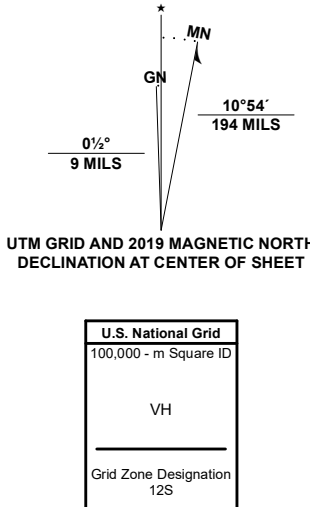 ★
MN
GN
0½°
9 MILS
10°54´
194 MILS
UTM GRID AND 2019 MAGNETIC NORTH
DECLINATION AT CENTER OF SHEET
U.S. National Grid
100,000 - m Square ID
VH
Grid Zone Designation
12S